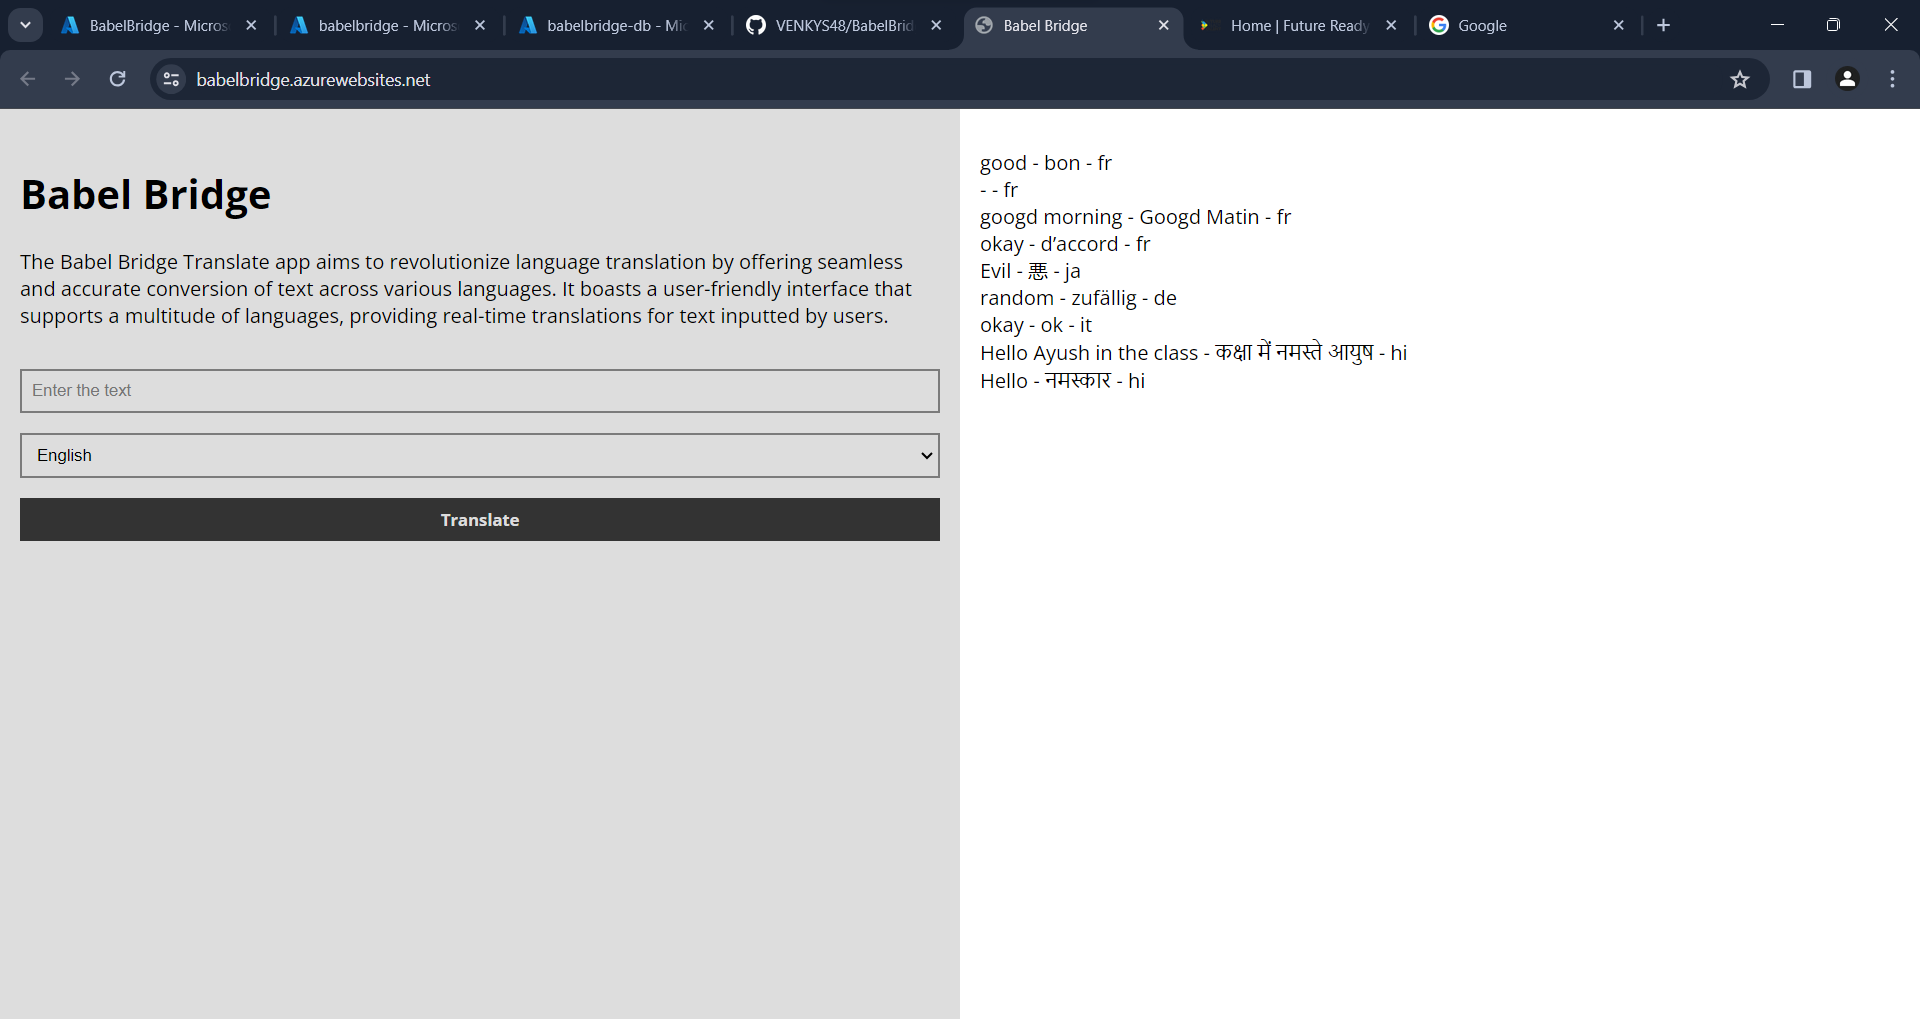 BabelBridge - Micros
babelbridge - Micros
babelbridge-db - Mic
VENKYS48/BabelBrid
Babel Bridge
Home | Future Ready
Google
babelbridge.azurewebsites.net
Babel Bridge
The Babel Bridge Translate app aims to revolutionize language translation by offering seamless
and accurate conversion of text across various languages. It boasts a user-friendly interface that
supports a multitude of languages, providing real-time translations for text inputted by users.
Enter the text
English
Translate
good - bon - fr
- - fr
googd morning - Googd Matin - fr
okay - d’accord - fr
Evil - 悪 - ja
random - zufällig - de
okay - ok - it
Hello Ayush in the class - कक्षा में नमस्ते आयुष - hi
Hello - नमस्कार - hi